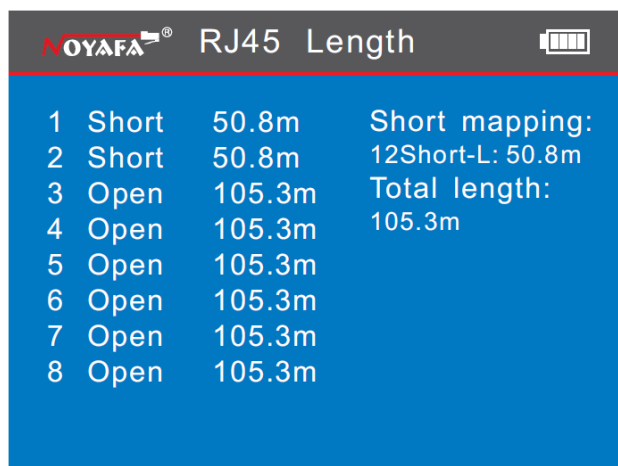 NOYAFA® RJ45 Length
1 Short 50.8m
2 Short 50.8m
3 Open 105.3m
4 Open 105.3m
5 Open 105.3m
6 Open 105.3m
7 Open 105.3m
8 Open 105.3m
Short mapping:
12Short-L: 50.8m
Total length:
105.3m